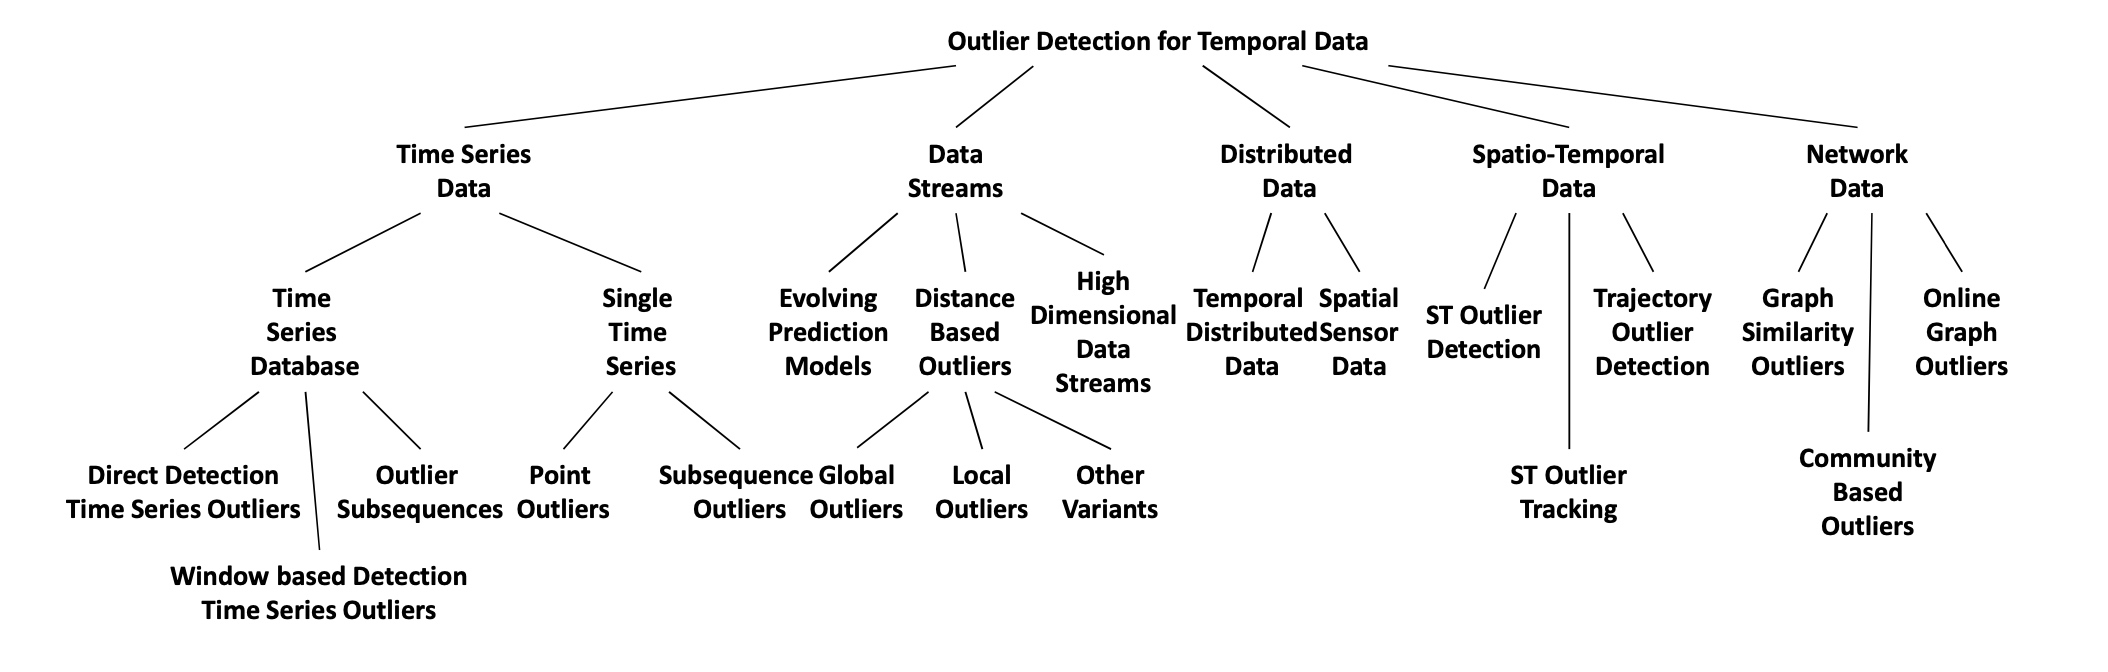 Outlier Detection for Temporal Data
Time Series
Data
Data
Streams
Distributed
Data
Spatio-Temporal
Data
Network
Data
Time
Series
Database
Single
Time
Series
Evolving
Prediction
Models
Distance
Based
Outliers
High
Dimensional
Data
Streams
Temporal
Distributed
Data
Spatial
Sensor
Data
ST Outlier
Detection
Trajectory
Outlier
Detection
Graph
Similarity
Outliers
Online
Graph
Outliers
Direct Detection
Time Series Outliers
Outlier
Subsequences
Point
Outliers
Subsequence
Outliers
Global
Outliers
Local
Outliers
Other
Variants
ST Outlier
Tracking
Community
Based
Outliers
Window based Detection
Time Series Outliers